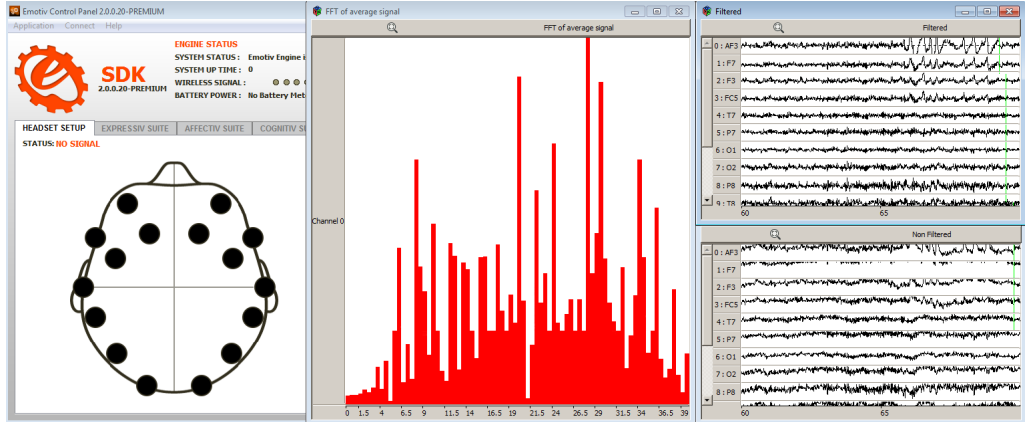 Emotiv Control Panel 2.0.0.20-PREMIUM
Application Connect Help
ENGINE STATUS
SYSTEM STATUS : Emotiv Engine i
SYSTEM UP TIME : 0
WIRELESS SIGNAL :
BATTERY POWER : No Battery Met
SDK
2.0.0.20-PREMIUM
HEADSET SETUP EXPRESSIV SUITE AFFECTIV SUITE COGNITIV SU
STATUS: NO SIGNAL
FFT of average signal
FFT of average signal
Channel 0
0 1.5 4 6.5 9 11.5 14 16.5 19 21.5 24 26.5 29 31.5 34 36.5 39
Filtered
Filtered
0 : AF3
1 : F7
2 : F3
3 : FC5
4 : T7
5 : P7
6 : O1
7 : O2
8 : P8
9 : T8
60 65
Non Filtered
0 : AF3
1 : F7
2 : F3
3 : FC5
4 : T7
5 : P7
6 : O1
7 : O2
8 : P8
60 65